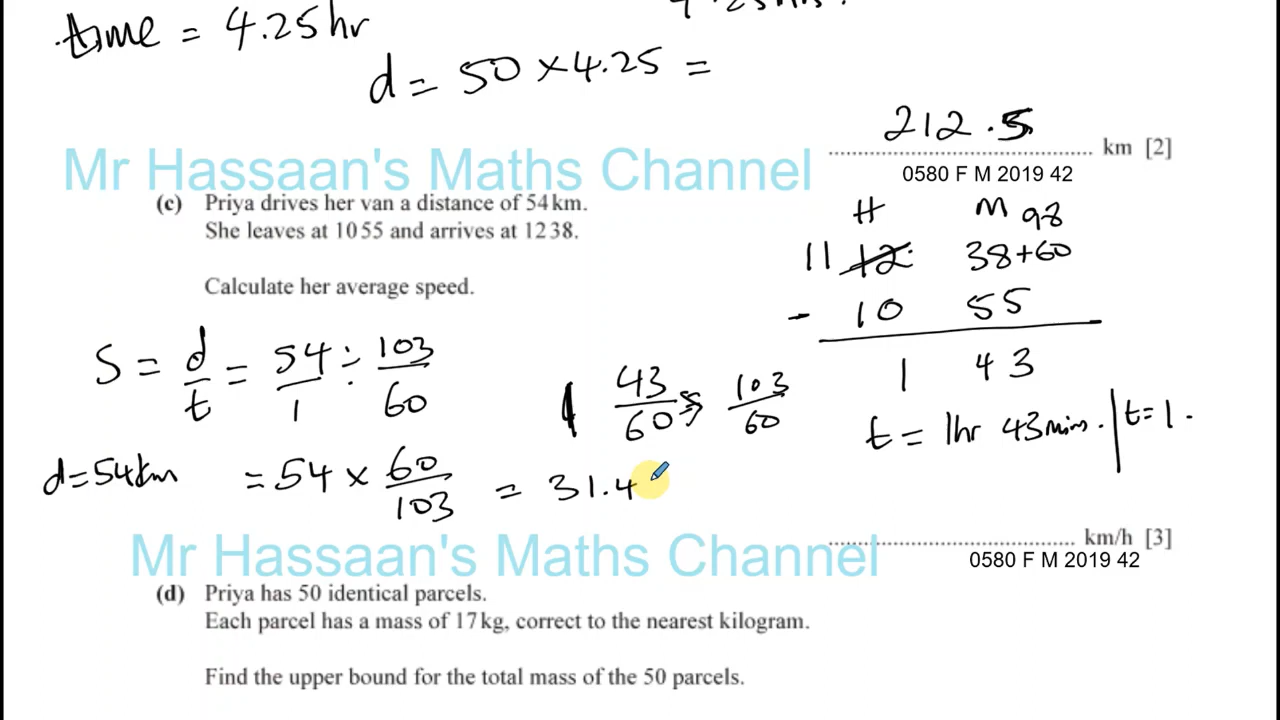 time = 4.25hr
d = 50 × 4.25 =
212.5
km [2]
Mr Hassaan's Maths Channel
0580 F M 2019 42
(c) Priya drives her van a distance of 54 km.
She leaves at 10 55 and arrives at 12 38.
H M 98
11 12 38+60
- 10 55
1 43
Calculate her average speed.
S = d/t = 54/1 ÷ 103/60
1 43/60 ⇒ 103/60
t = 1hr 43mins. | t = 1.
d=54km = 54 × 60/103 = 31.4
km/h [3]
Mr Hassaan's Maths Channel
0580 F M 2019 42
(d) Priya has 50 identical parcels.
Each parcel has a mass of 17 kg, correct to the nearest kilogram.
Find the upper bound for the total mass of the 50 parcels.